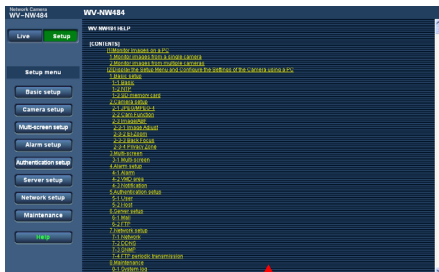 Network Camera
WV-NW484
WV-NW484
Live
Setup
Setup menu
Basic setup
Camera setup
Multi-screen setup
Alarm setup
Authentication setup
Server setup
Network setup
Maintenance
Help
WV-NW484 HELP
[CONTENTS]
[1]Monitor images on a PC
1.Monitor images from a single camera
2.Monitor images from multiple cameras
[2]Display the Setup Menu and Configure the Settings of the Camera using a PC
1.Basic setup
1-1 Basic
1-2 NTP
1-3 SD memory card
2.Camera setup
2-1 JPEG/MPEG-4
2-2 Cam Function
2-3 Image/ABF
2-3-1 Image Adjust
2-3-2 El-Zoom
2-3-3 Back Focus
2-3-4 Privacy Zone
3.Multi-screen
3-1 Multi-screen
4.Alarm setup
4-1 Alarm
4-2 VMD area
4-3 Notification
5.Authentication setup
5-1 User
5-2 Host
6.Server setup
6-1 Mail
6-2 FTP
7.Network setup
7-1 Network
7-2 DDNS
7-3 SNMP
7-4 FTP periodic transmission
8.Maintenance
8-1 System log